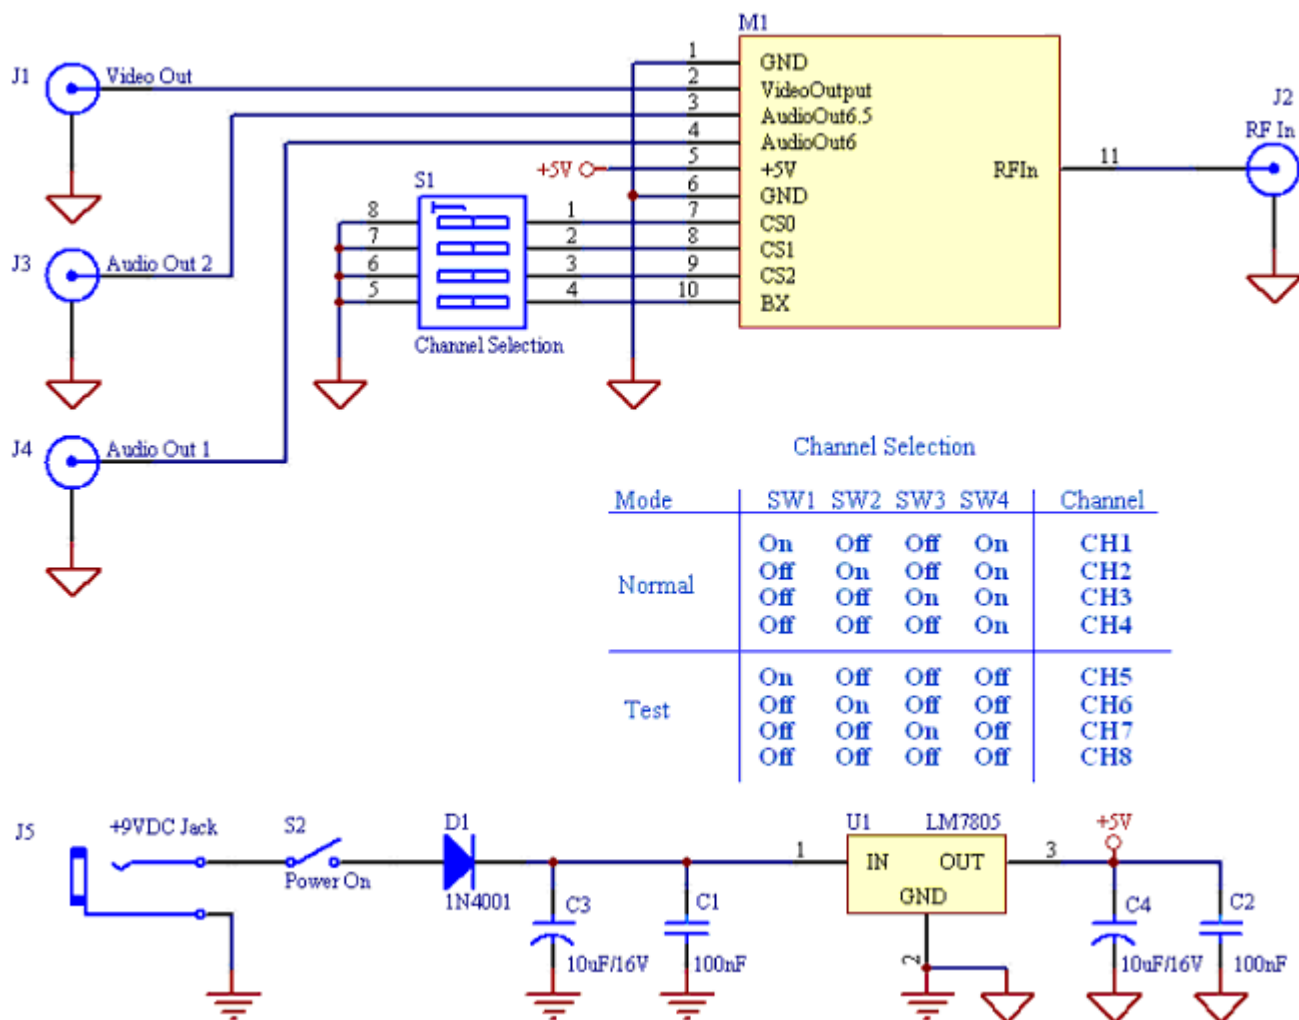 M1
J1
Video Out
1
GND
2
VideoOutput
3
AudioOut6.5
4
AudioOut6
+5V
5
+5V
6
GND
7
CS0
8
CS1
9
CS2
10
BX
RFIn
11
J2
RF In
S1
8
7
6
5
1
2
3
4
Channel Selection
J3
Audio Out 2
J4
Audio Out 1
Channel Selection
Mode SW1 SW2 SW3 SW4 Channel
Normal
On Off Off On CH1
Off On Off On CH2
Off Off On On CH3
Off Off Off On CH4
Test
On Off Off Off CH5
Off On Off Off CH6
Off Off On Off CH7
Off Off Off Off CH8
J5
+9VDC Jack
S2
Power On
D1
1N4001
C3
10uF/16V
C1
100nF
1
U1
LM7805
IN
OUT
GND
2
3
+5V
C4
10uF/16V
C2
100nF